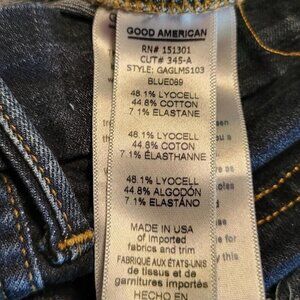 GOOD AMERICAN
RN# 151301
CUT# 345-A
STYLE: GAGLMS103
BLUE089
48.1% LYOCELL
44.8% COTTON
7.1% ELASTANE
48.1% LYOCELL
44.8% COTON
7.1% ÉLASTHANNE
48.1% LYOCELL
44.8% ALGODÓN
7.1% ELASTANO
MADE IN USA
of imported
fabrics and trim
FABRIQUÉ AUX ÉTATS-UNIS
de tissus et de
garnitures importés
HECHO EN